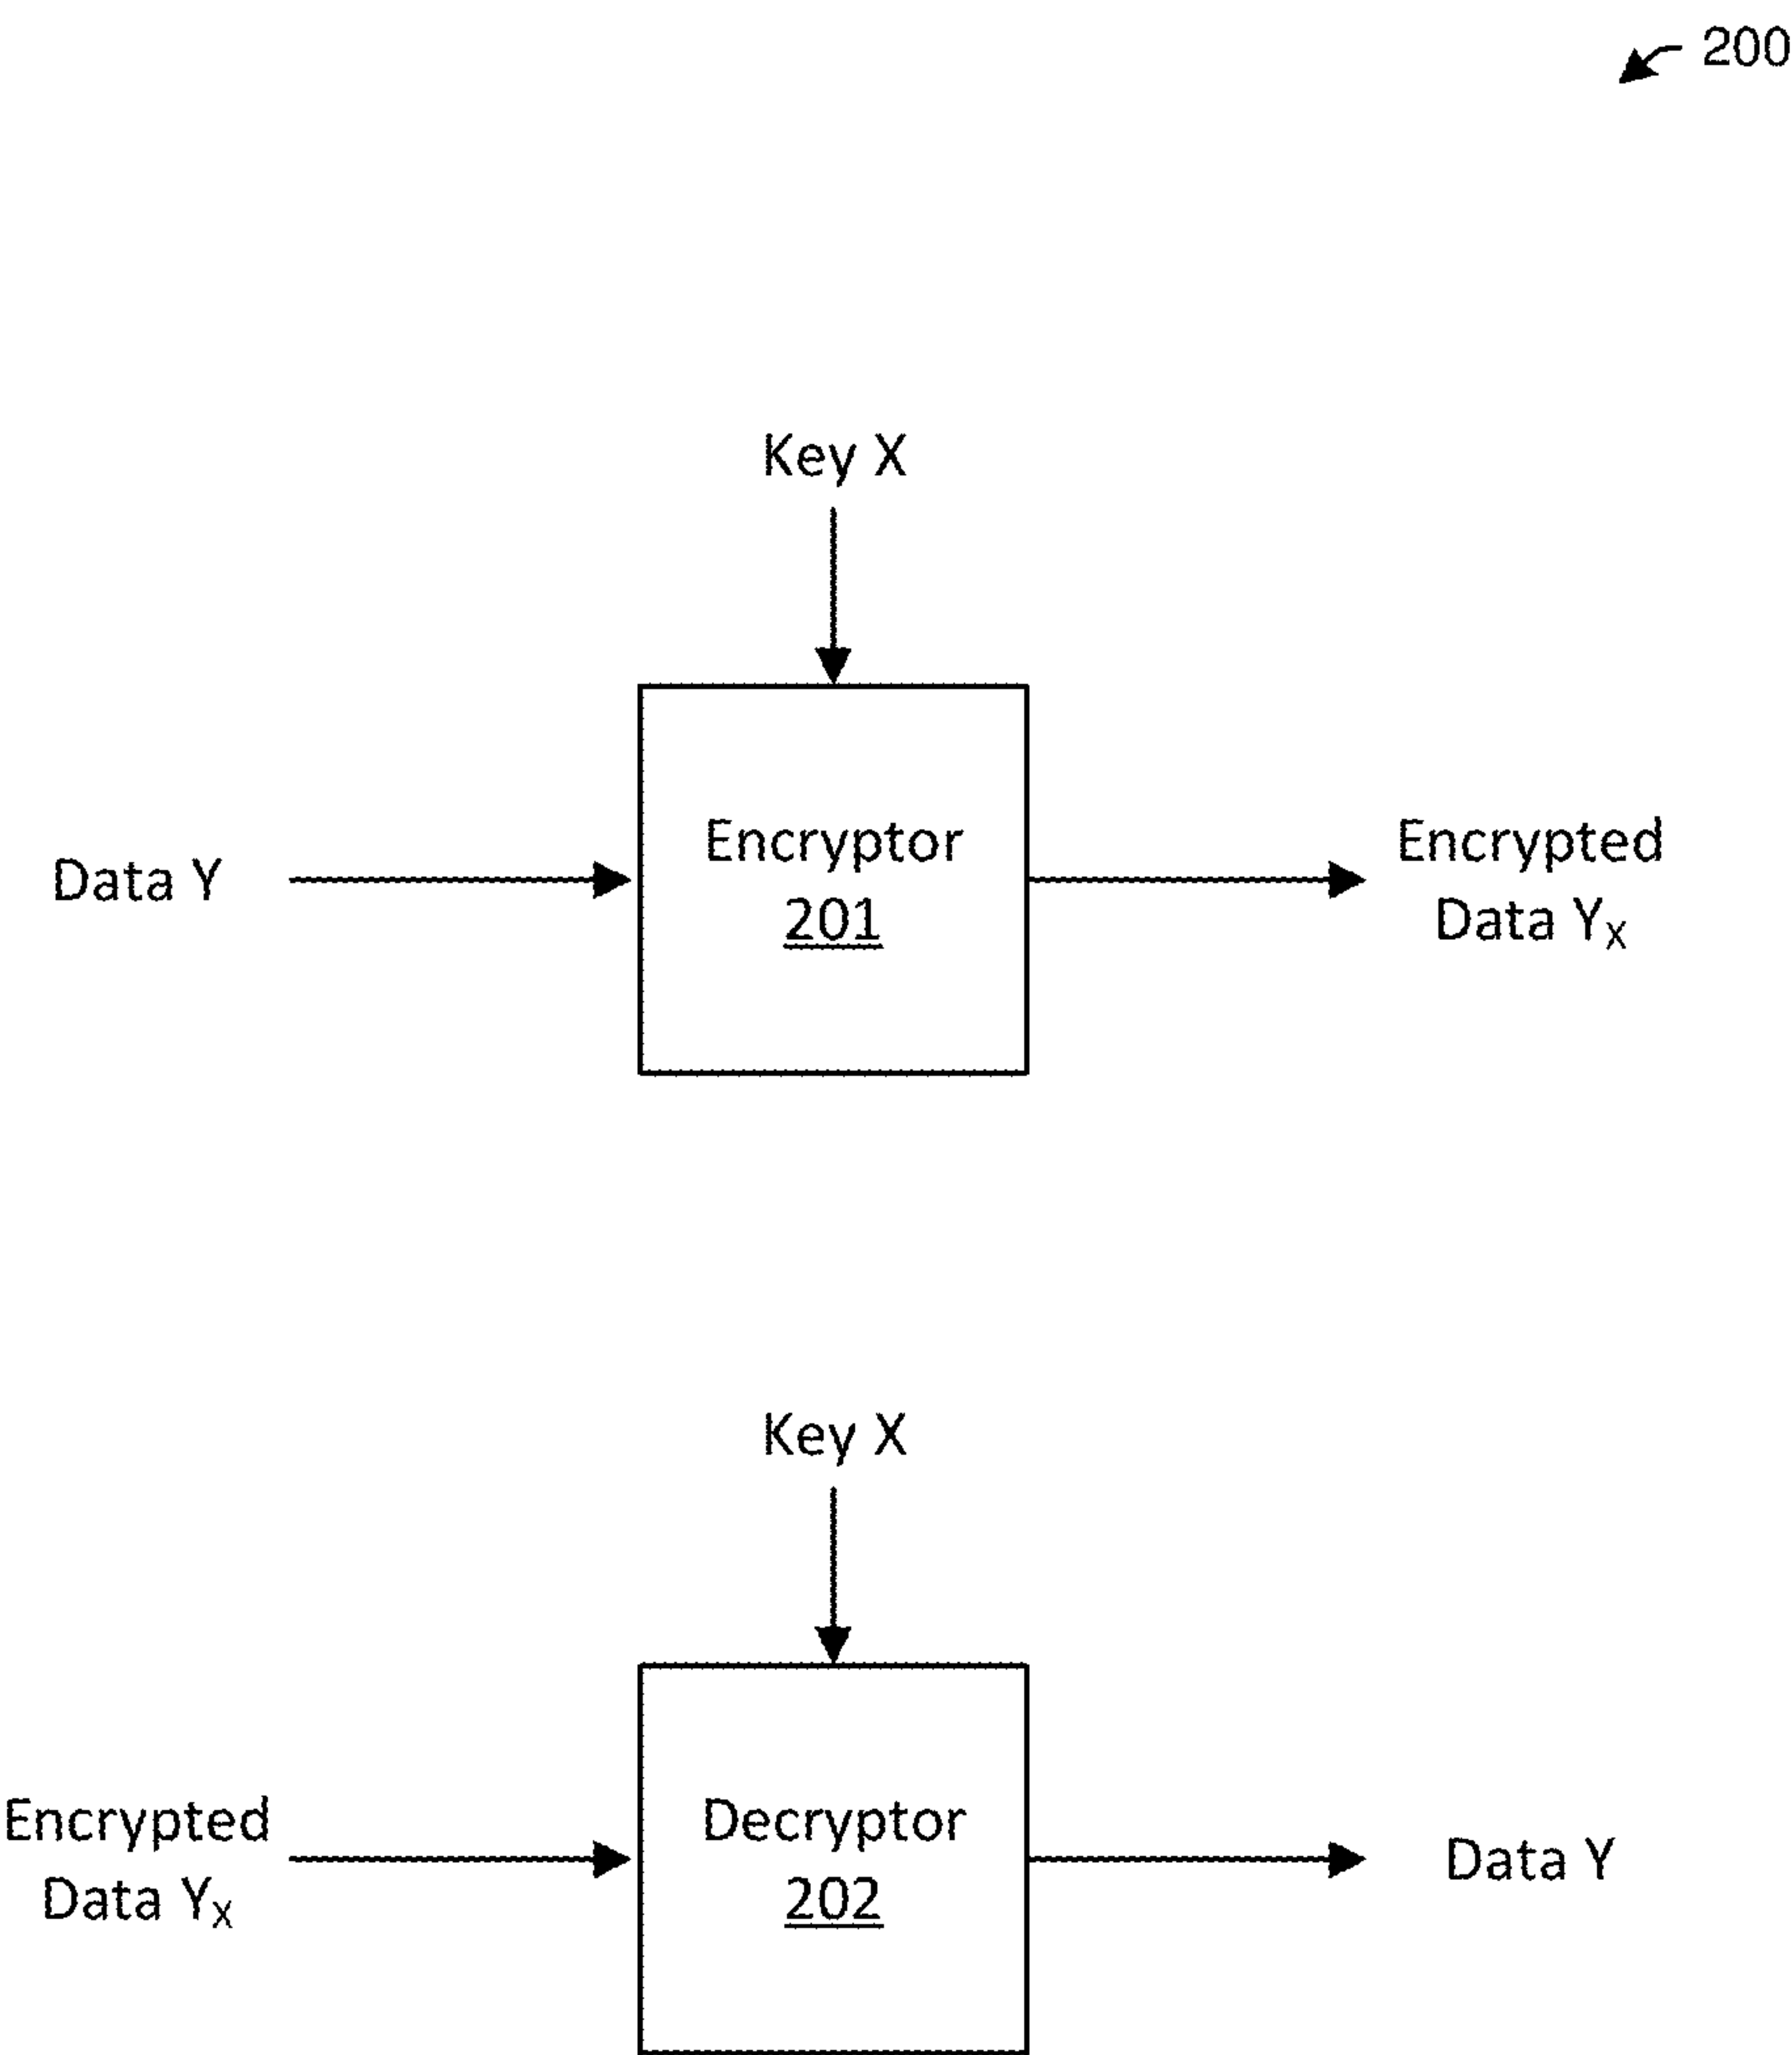 200
Key X
Encryptor
201
Data Y
Encrypted
Data Yₓ
Key X
Decryptor
202
Encrypted
Data Yₓ
Data Y